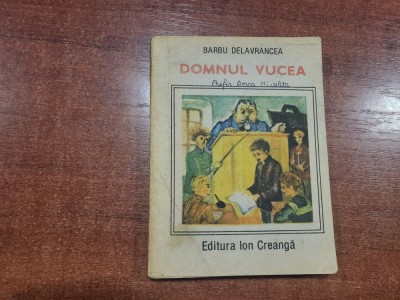 BARBU DELAVRANCEA
DOMNUL VUCEA
Editura Ion Creangă